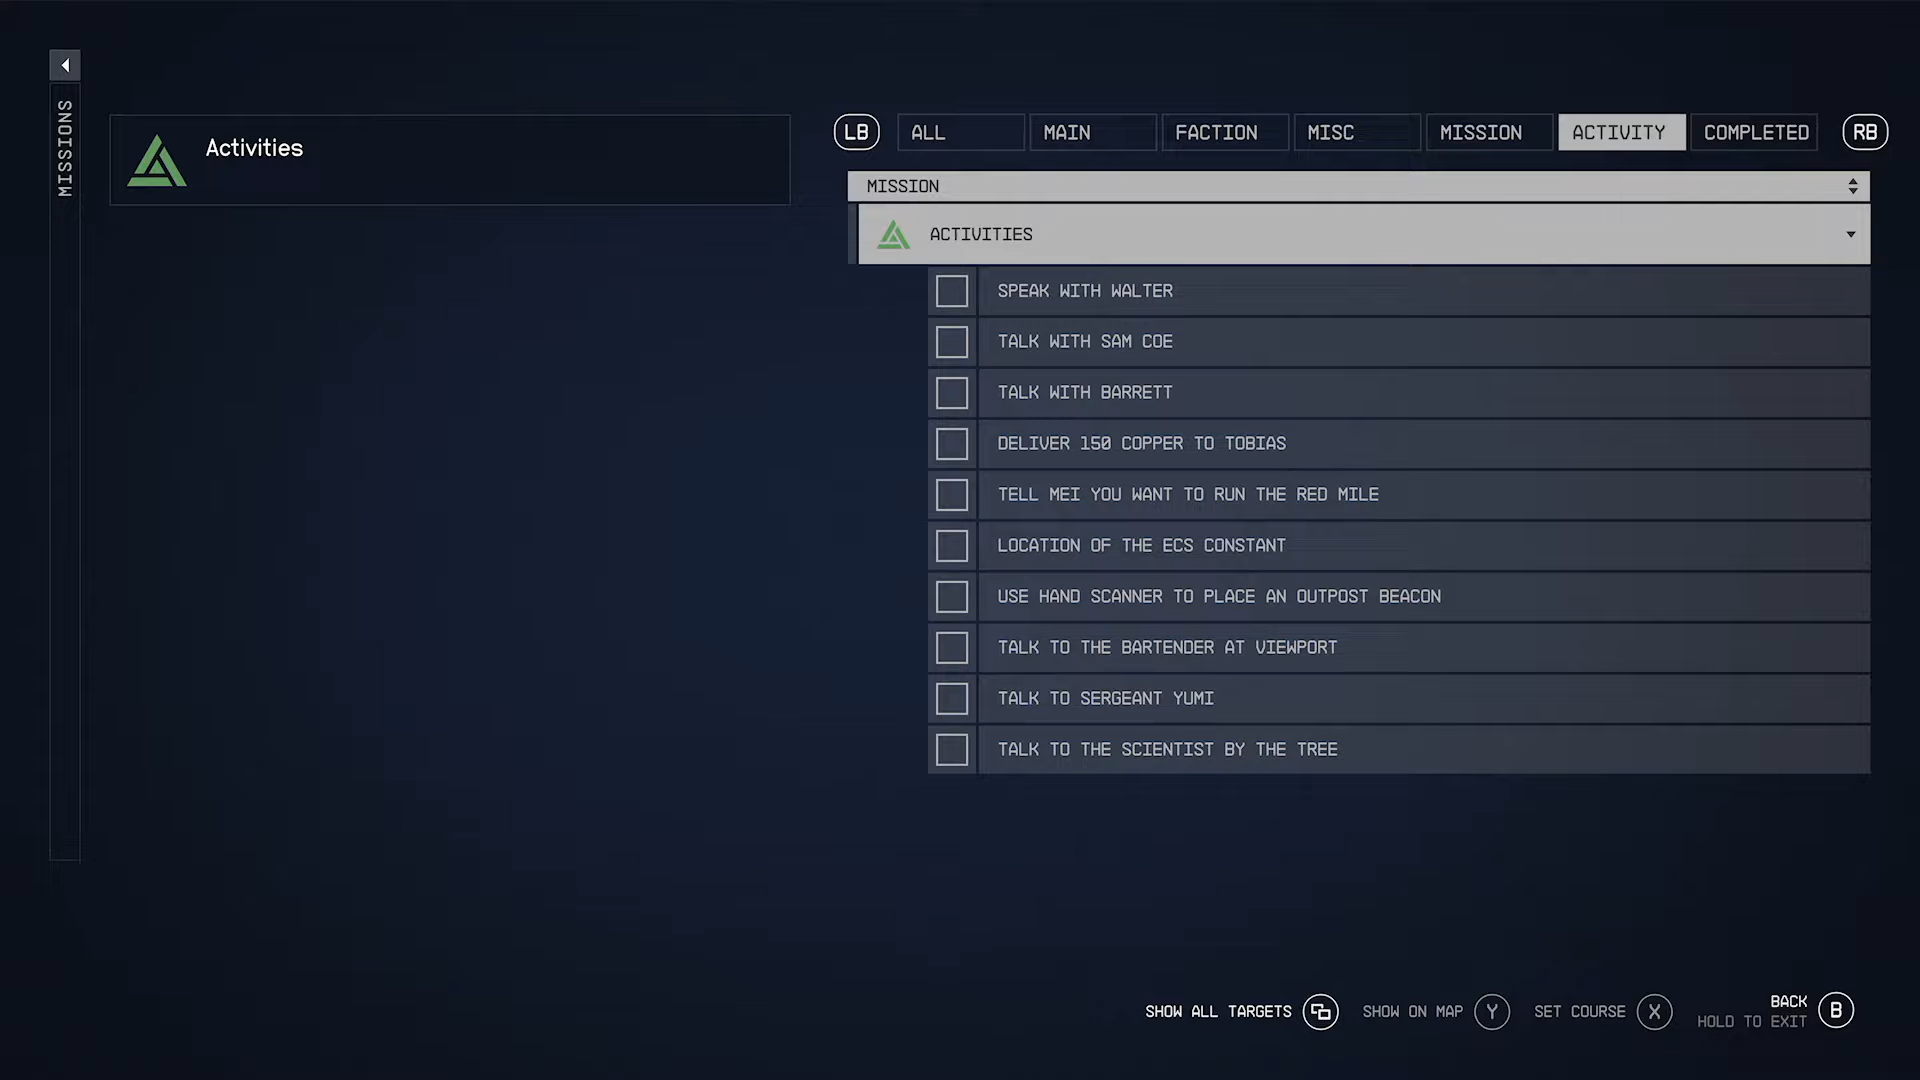 MISSIONS
Activities
LB ALL MAIN FACTION MISC MISSION ACTIVITY COMPLETED RB
MISSION
ACTIVITIES
SPEAK WITH WALTER
TALK WITH SAM COE
TALK WITH BARRETT
DELIVER 150 COPPER TO TOBIAS
TELL MEI YOU WANT TO RUN THE RED MILE
LOCATION OF THE ECS CONSTANT
USE HAND SCANNER TO PLACE AN OUTPOST BEACON
TALK TO THE BARTENDER AT VIEWPORT
TALK TO SERGEANT YUMI
TALK TO THE SCIENTIST BY THE TREE
SHOW ALL TARGETS SHOW ON MAP Y SET COURSE X BACK B
HOLD TO EXIT